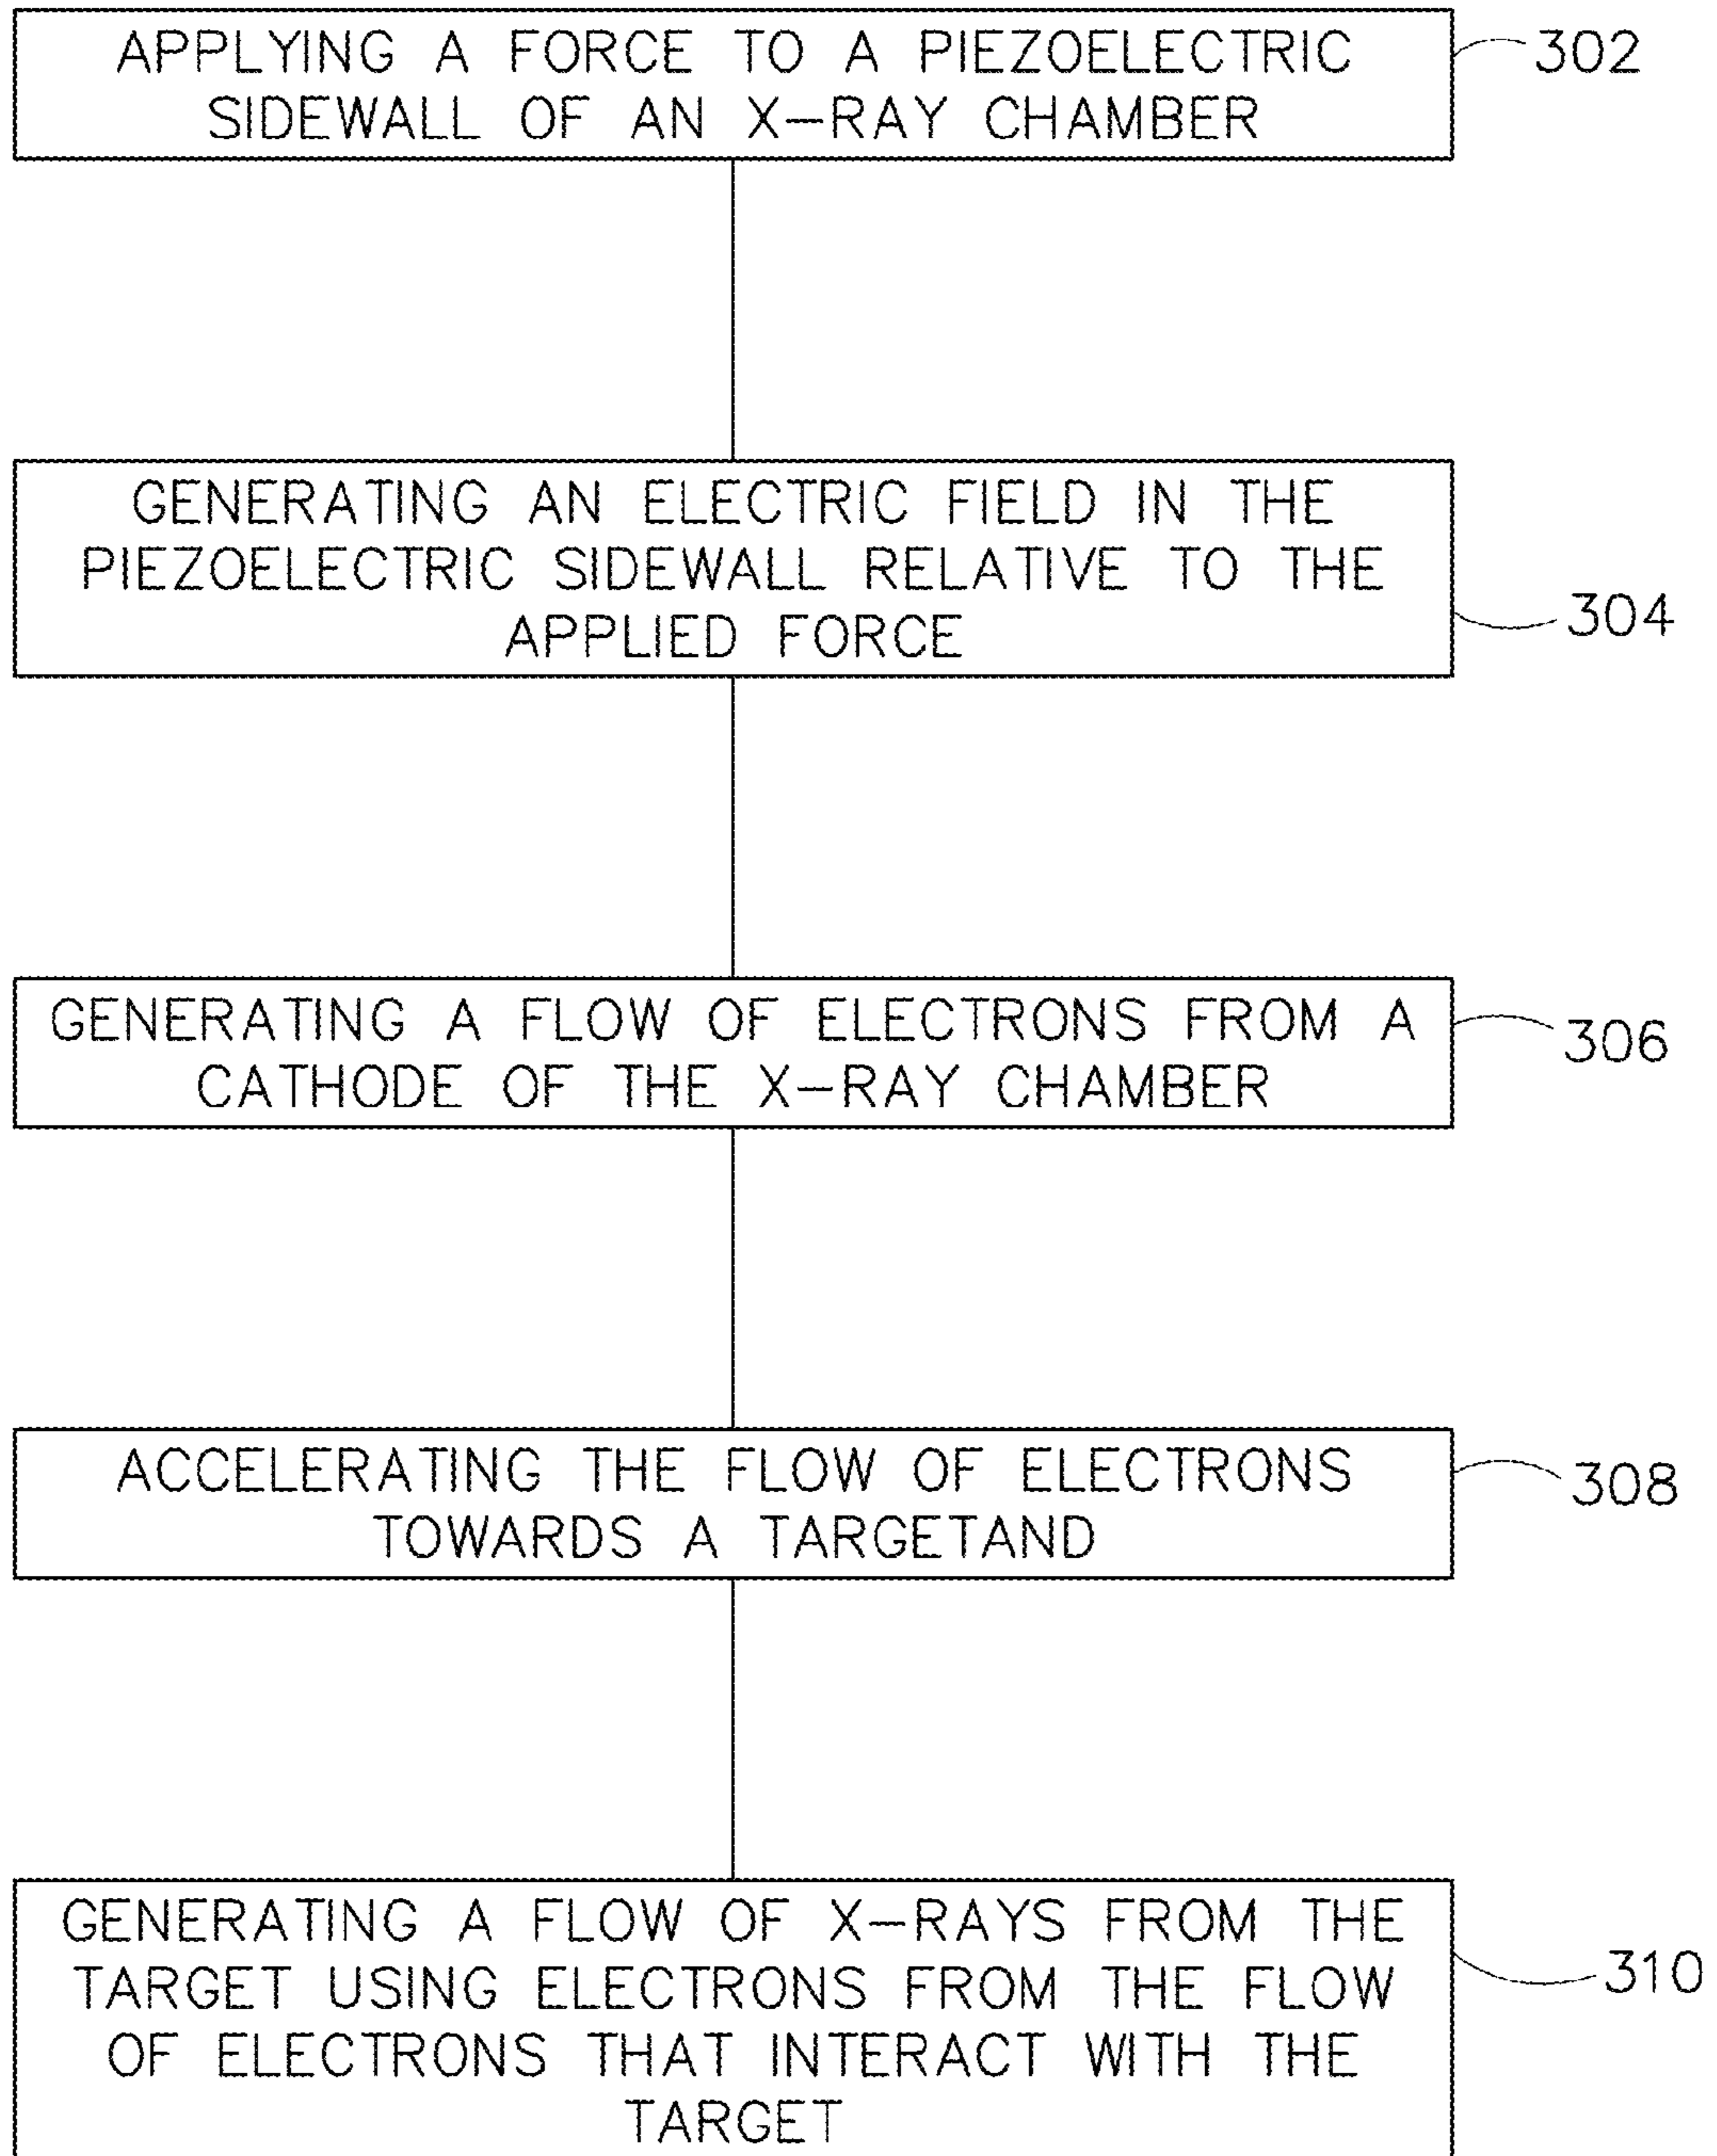 APPLYING A FORCE TO A PIEZOELECTRIC
SIDEWALL OF AN X-RAY CHAMBER
302
GENERATING AN ELECTRIC FIELD IN THE
PIEZOELECTRIC SIDEWALL RELATIVE TO THE
APPLIED FORCE
304
GENERATING A FLOW OF ELECTRONS FROM A
CATHODE OF THE X-RAY CHAMBER
306
ACCELERATING THE FLOW OF ELECTRONS
TOWARDS A TARGETAND
308
GENERATING A FLOW OF X-RAYS FROM THE
TARGET USING ELECTRONS FROM THE FLOW
OF ELECTRONS THAT INTERACT WITH THE
TARGET
310